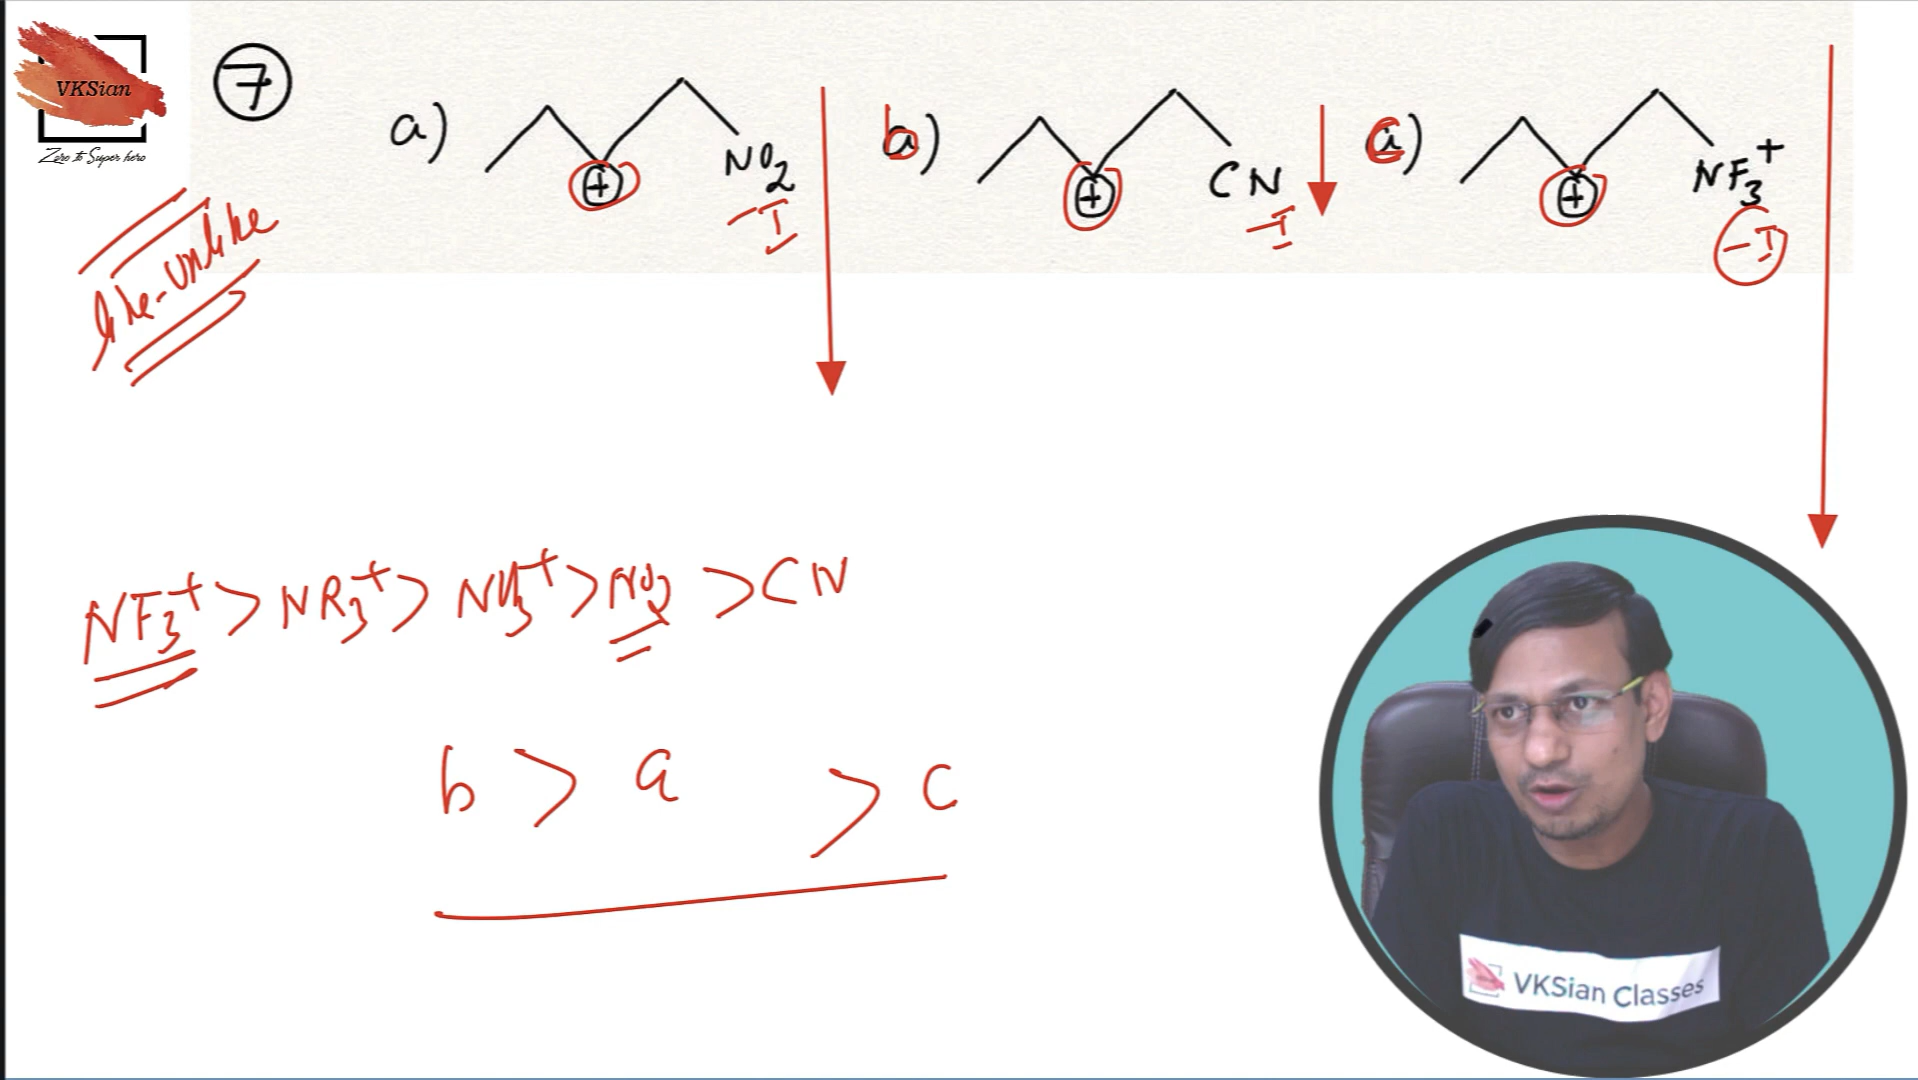 VKSian
Zero to Super hero
7
a) NO2 -I
b) CN -I
c) NF3+ -I
like-unlike
NF3+ > NR3+ > NH3+ > NO2 > CN
b > a > c
VKSian Classes